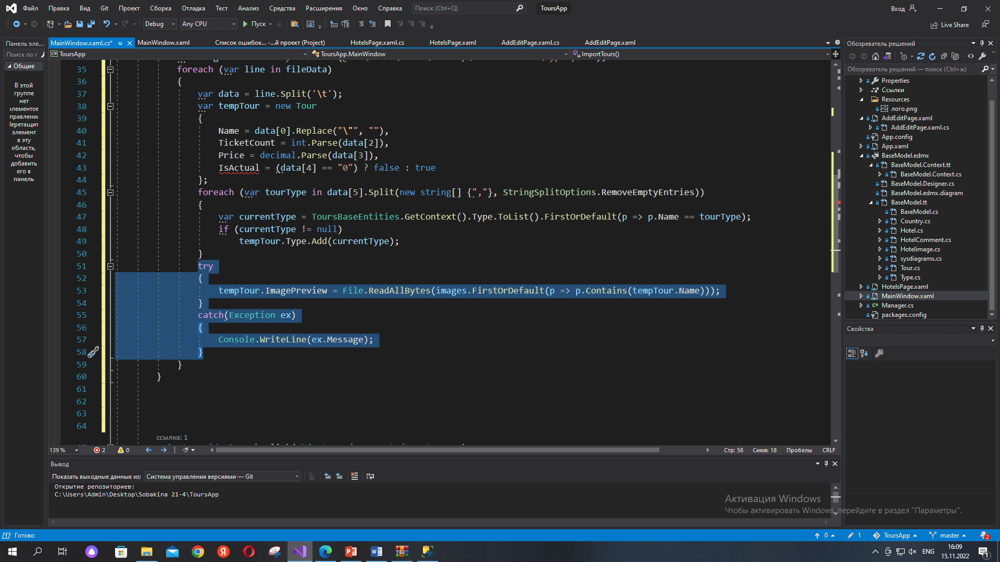 Файл Правка Вид Git Проект Сборка Отладка Тест Анализ Средства Расширения Окно Справка Поиск (Ctrl+Q) ToursApp Вход
Debug Any CPU Пуск Live Share
Панель эле...
Поиск по г
Общие
В этой
группе
нет
элементов
правлени
Перетащит
элемент
в эту
область,
чтобы
добавить
его в
панель
MainWindow.xaml.cs* MainWindow.xaml Список ошибок... -...й проект (Project) HotelsPage.xaml.cs HotelsPage.xaml AddEditPage.xaml.cs AddEditPage.xaml
ToursApp ToursApp.MainWindow ImportTours()
35 foreach (var line in fileData)
36 {
37 var data = line.Split('\t');
38 var tempTour = new Tour
39 {
40 Name = data[0].Replace("\"", ""),
41 TicketCount = int.Parse(data[2]),
42 Price = decimal.Parse(data[3]),
43 IsActual = (data[4] == "0") ? false : true
44 };
45 foreach (var tourType in data[5].Split(new string[] {","}, StringSplitOptions.RemoveEmptyEntries))
46 {
47 var currentType = ToursBaseEntities.GetContext().Type.ToList().FirstOrDefault(p => p.Name == tourType);
48 if (currentType != null)
49 tempTour.Type.Add(currentType);
50 }
51 try
52 {
53 tempTour.ImagePreview = File.ReadAllBytes(images.FirstOrDefault(p => p.Contains(tempTour.Name)));
54 }
55 catch(Exception ex)
56 {
57 Console.WriteLine(ex.Message);
58 }
59 }
60 }
61
62
63
64
ссылка: 1
139 % 2 0 Стр: 58 Симв: 18 Пробелы CRLF
Вывод
Показать выходные данные из: Система управления версиями — Git
Открытие репозиториев:
C:\Users\Admin\Desktop\Sobakina 21-4\ToursApp
Обозреватель решений
Обозреватель решений — поиск (Ctrl+ж)
Properties
Ссылки
Resources
лого.png
AddEditPage.xaml
AddEditPage.xaml.cs
App.config
App.xaml
BaseModel.edmx
BaseModel.Context.tt
BaseModel.Context.cs
BaseModel.Designer.cs
BaseModel.edmx.diagram
BaseModel.tt
BaseModel.cs
Country.cs
Hotel.cs
HotelComment.cs
Hotelimage.cs
sysdiagrams.cs
Tour.cs
Type.cs
HotelsPage.xaml
MainWindow.xaml
Manager.cs
packages.config
Свойства
Активация Windows
Чтобы активировать Windows, перейдите в раздел "Параметры".
Готово 0 1 ToursApp master 2
ENG 16:09
15.11.2022 1